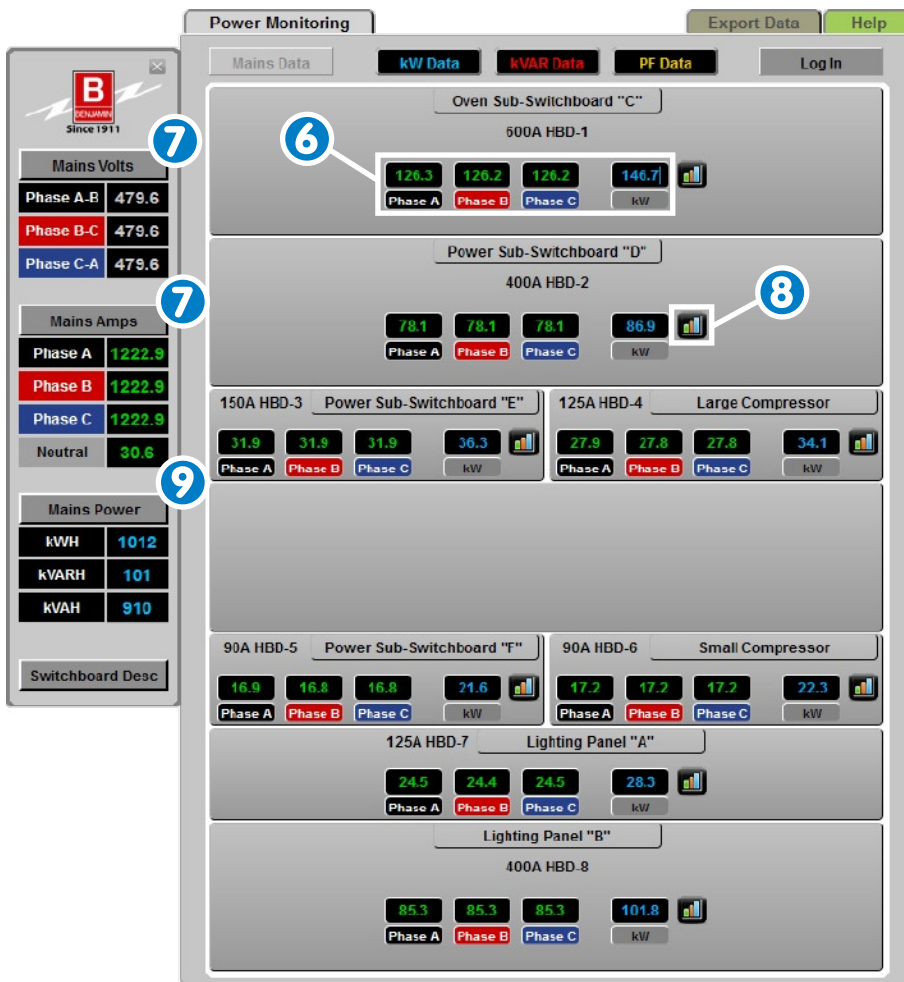 Power Monitoring
Export Data
Help
Mains Data
kW Data
kVAR Data
PF Data
Log In
B
BENJAMIN
Since 1911
7
Mains Volts
Phase A-B 479.6
Phase B-C 479.6
Phase C-A 479.6
7
Mains Amps
Phase A 1222.9
Phase B 1222.9
Phase C 1222.9
Neutral 30.6
9
Mains Power
kWH 1012
kVARH 101
kVAH 910
Switchboard Desc
Oven Sub-Switchboard "C"
600A HBD-1
6
126.3 126.2 126.2 146.7
Phase A Phase B Phase C kW
Power Sub-Switchboard "D"
400A HBD-2
8
78.1 78.1 78.1 86.9
Phase A Phase B Phase C kW
150A HBD-3 Power Sub-Switchboard "E"
31.9 31.9 31.9 36.3
Phase A Phase B Phase C kW
125A HBD-4 Large Compressor
27.9 27.8 27.8 34.1
Phase A Phase B Phase C kW
90A HBD-5 Power Sub-Switchboard "F"
16.9 16.8 16.8 21.6
Phase A Phase B Phase C kW
90A HBD-6 Small Compressor
17.2 17.2 17.2 22.3
Phase A Phase B Phase C kW
125A HBD-7 Lighting Panel "A"
24.5 24.4 24.5 28.3
Phase A Phase B Phase C kW
Lighting Panel "B"
400A HBD-8
85.3 85.3 85.3 101.8
Phase A Phase B Phase C kW